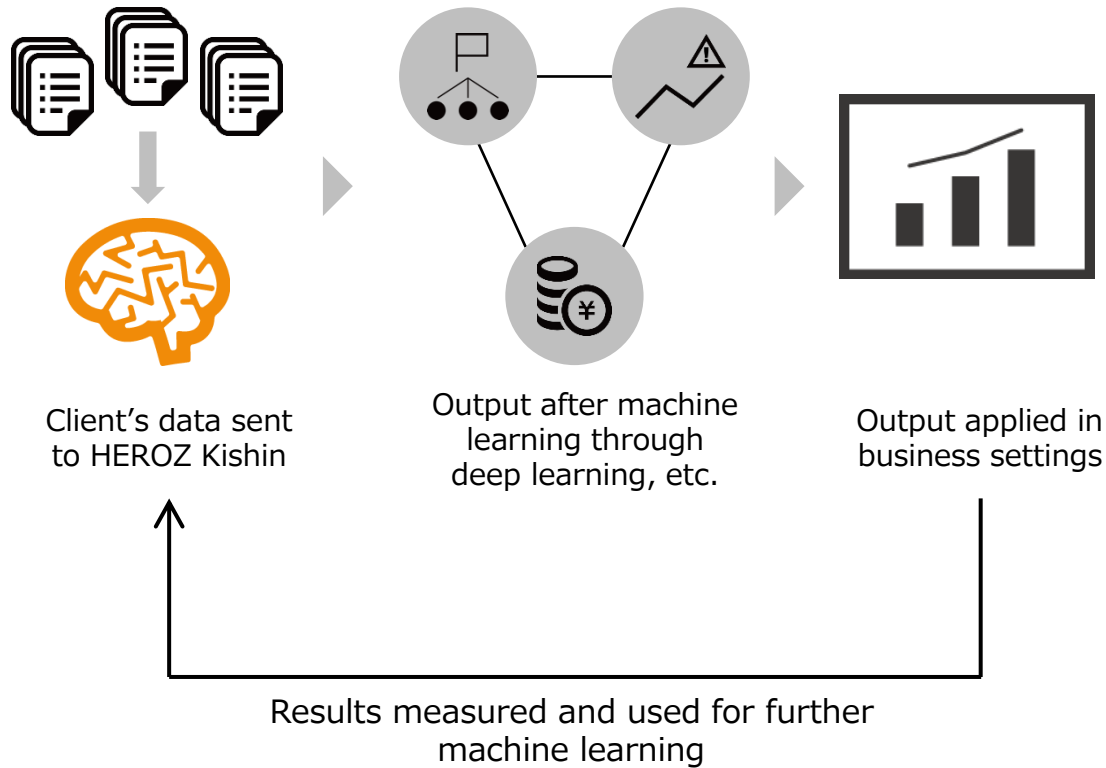 Client’s data sent
to HEROZ Kishin
Output after machine
learning through
deep learning, etc.
Output applied in
business settings
Results measured and used for further
machine learning
!
¥